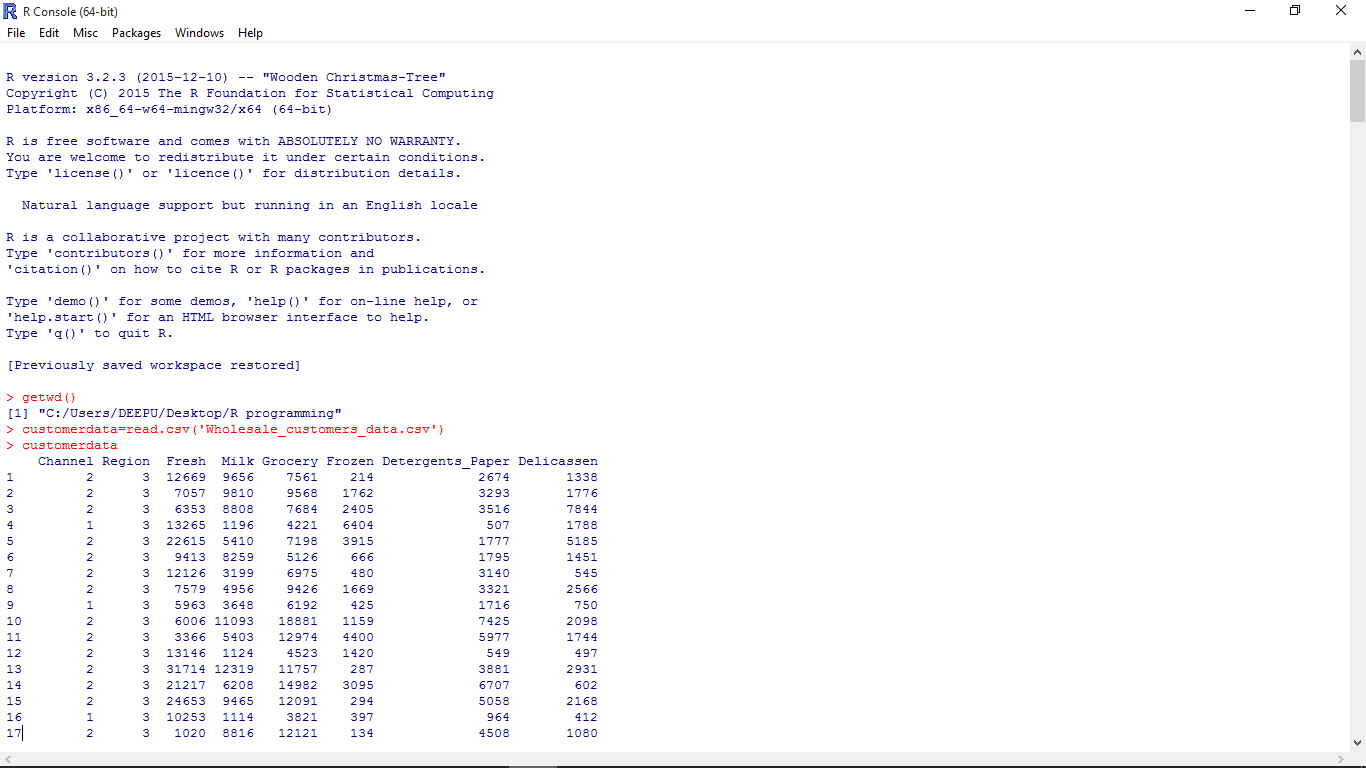 R Console (64-bit)
File Edit Misc Packages Windows Help
R version 3.2.3 (2015-12-10) -- "Wooden Christmas-Tree"
Copyright (C) 2015 The R Foundation for Statistical Computing
Platform: x86_64-w64-mingw32/x64 (64-bit)
R is free software and comes with ABSOLUTELY NO WARRANTY.
You are welcome to redistribute it under certain conditions.
Type 'license()' or 'licence()' for distribution details.
Natural language support but running in an English locale
R is a collaborative project with many contributors.
Type 'contributors()' for more information and
'citation()' on how to cite R or R packages in publications.
Type 'demo()' for some demos, 'help()' for on-line help, or
'help.start()' for an HTML browser interface to help.
Type 'q()' to quit R.
[Previously saved workspace restored]
> getwd()
[1] "C:/Users/DEEPU/Desktop/R programming"
> customerdata=read.csv('Wholesale_customers_data.csv')
> customerdata
Channel Region Fresh Milk Grocery Frozen Detergents_Paper Delicassen
1 2 3 12669 9656 7561 214 2674 1338
2 2 3 7057 9810 9568 1762 3293 1776
3 2 3 6353 8808 7684 2405 3516 7844
4 1 3 13265 1196 4221 6404 507 1788
5 2 3 22615 5410 7198 3915 1777 5185
6 2 3 9413 8259 5126 666 1795 1451
7 2 3 12126 3199 6975 480 3140 545
8 2 3 7579 4956 9426 1669 3321 2566
9 1 3 5963 3648 6192 425 1716 750
10 2 3 6006 11093 18881 1159 7425 2098
11 2 3 3366 5403 12974 4400 5977 1744
12 2 3 13146 1124 4523 1420 549 497
13 2 3 31714 12319 11757 287 3881 2931
14 2 3 21217 6208 14982 3095 6707 602
15 2 3 24653 9465 12091 294 5058 2168
16 1 3 10253 1114 3821 397 964 412
17 2 3 1020 8816 12121 134 4508 1080